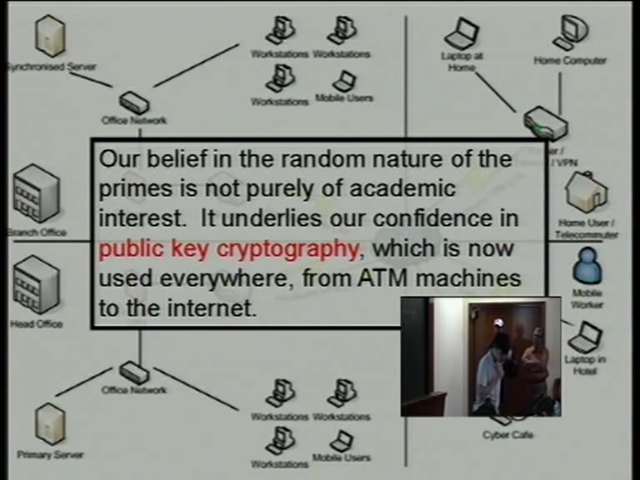 Synchronised Server
Office Network
Workstations Workstations
Workstations Mobile Users
Laptop at
Home
Home Computer
/ VPN
Our belief in the random nature of the
primes is not purely of academic
interest. It underlies our confidence in
public key cryptography, which is now
used everywhere, from ATM machines
to the internet.
Branch Office
Home User /
Telecommuter
Head Office
Mobile
Worker
Laptop in
Hotel
Office Network
Primary Server
Workstations Workstations
Workstations Mobile Users
Cyber Cafe